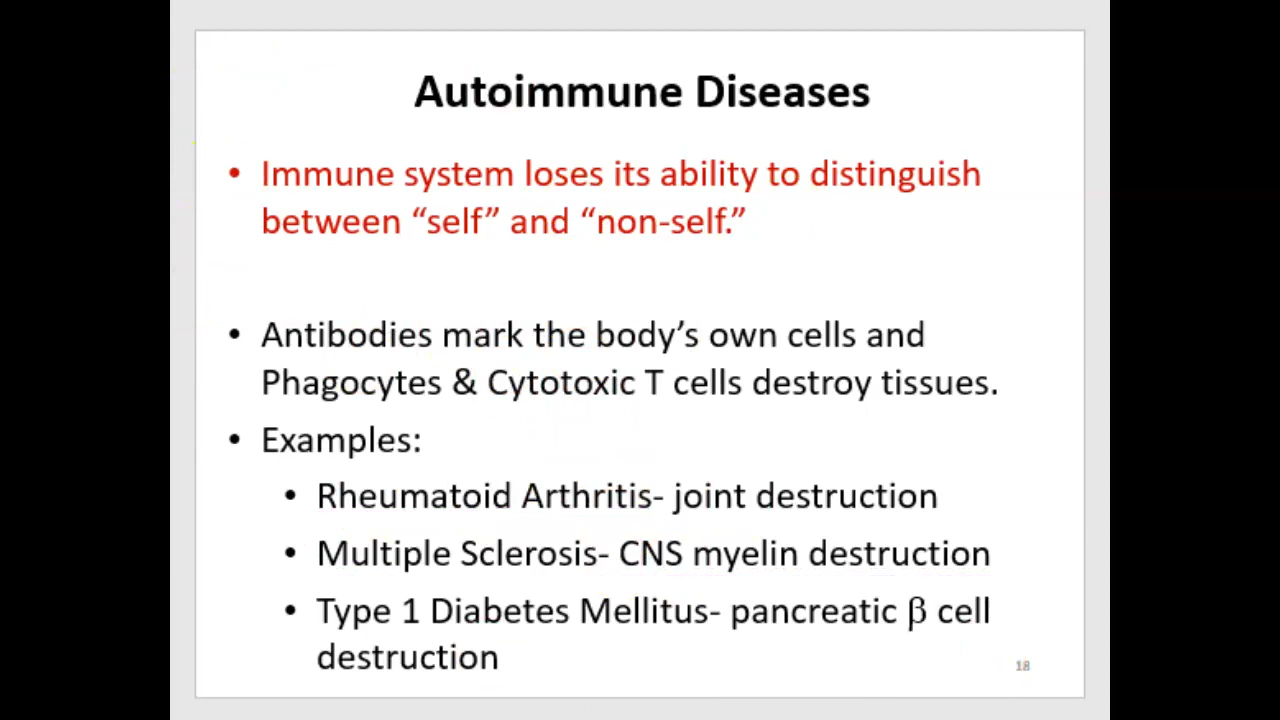 Autoimmune Diseases
• Immune system loses its ability to distinguish
between “self” and “non-self.”
• Antibodies mark the body’s own cells and
Phagocytes & Cytotoxic T cells destroy tissues.
• Examples:
• Rheumatoid Arthritis- joint destruction
• Multiple Sclerosis- CNS myelin destruction
• Type 1 Diabetes Mellitus- pancreatic β cell
destruction
18